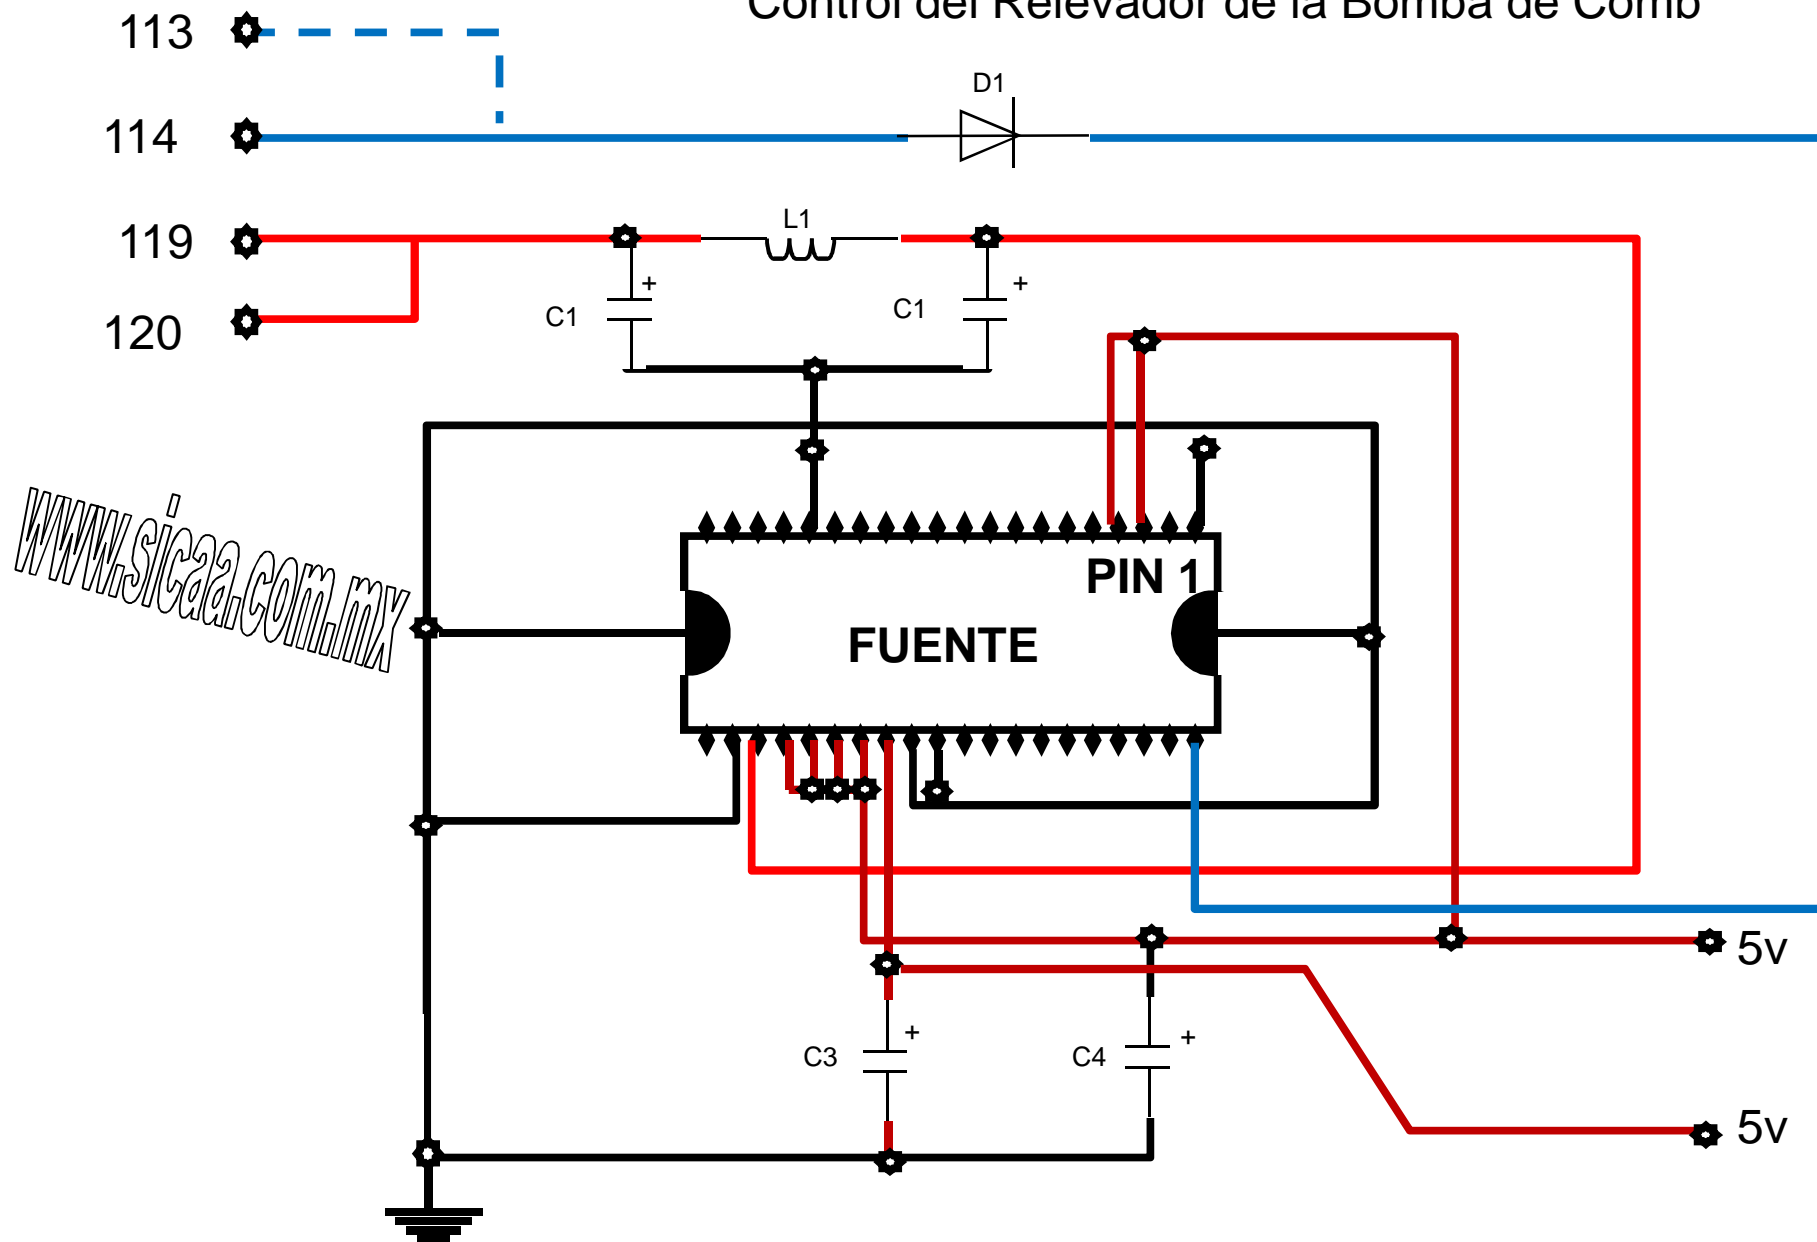 Control del Relevador de la Bomba de Comb
113
D1
114
L1
119
+
+
C1
C1
120
www.sicaa.com.mx
PIN 1
FUENTE
5v
+
+
C3
C4
5v